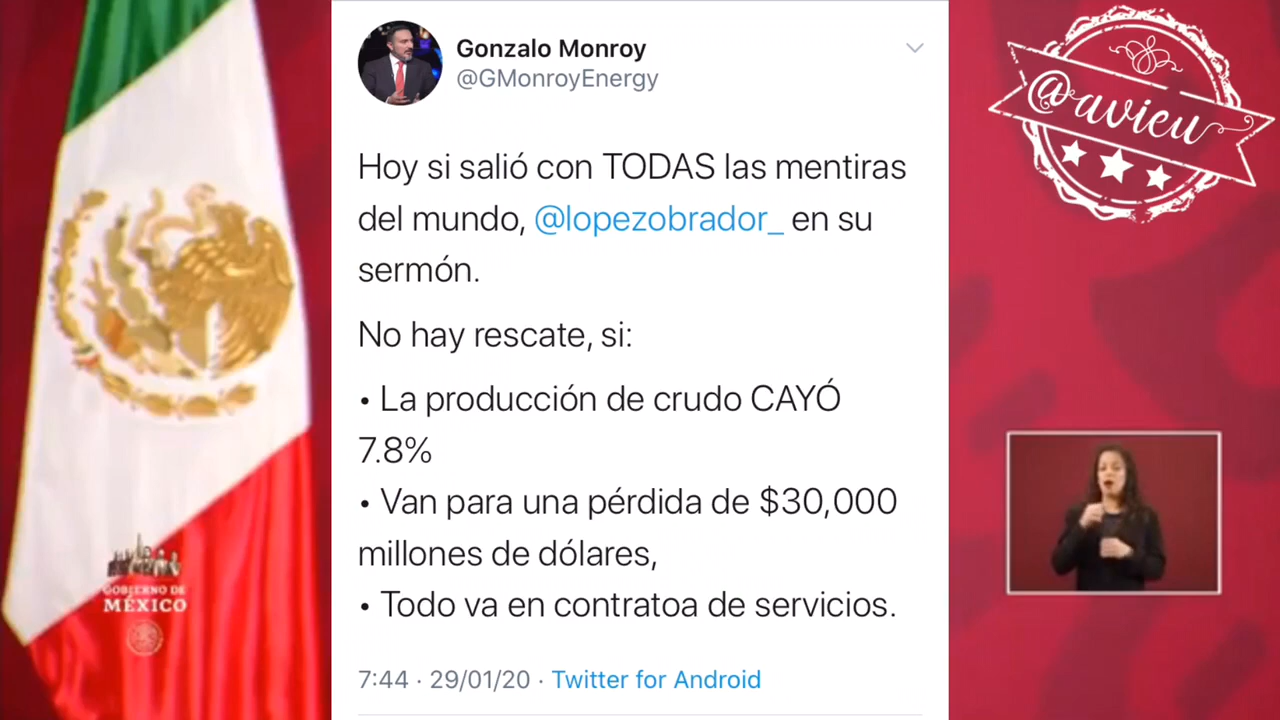 Gonzalo Monroy
@GMonroyEnergy
Hoy si salió con TODAS las mentiras
del mundo, @lopezobrador_ en su
sermón.
No hay rescate, si:
• La producción de crudo CAYÓ
7.8%
• Van para una pérdida de $30,000
millones de dólares,
• Todo va en contratoa de servicios.
7:44 · 29/01/20 · Twitter for Android
@avieu
GOBIERNO DE
MÉXICO